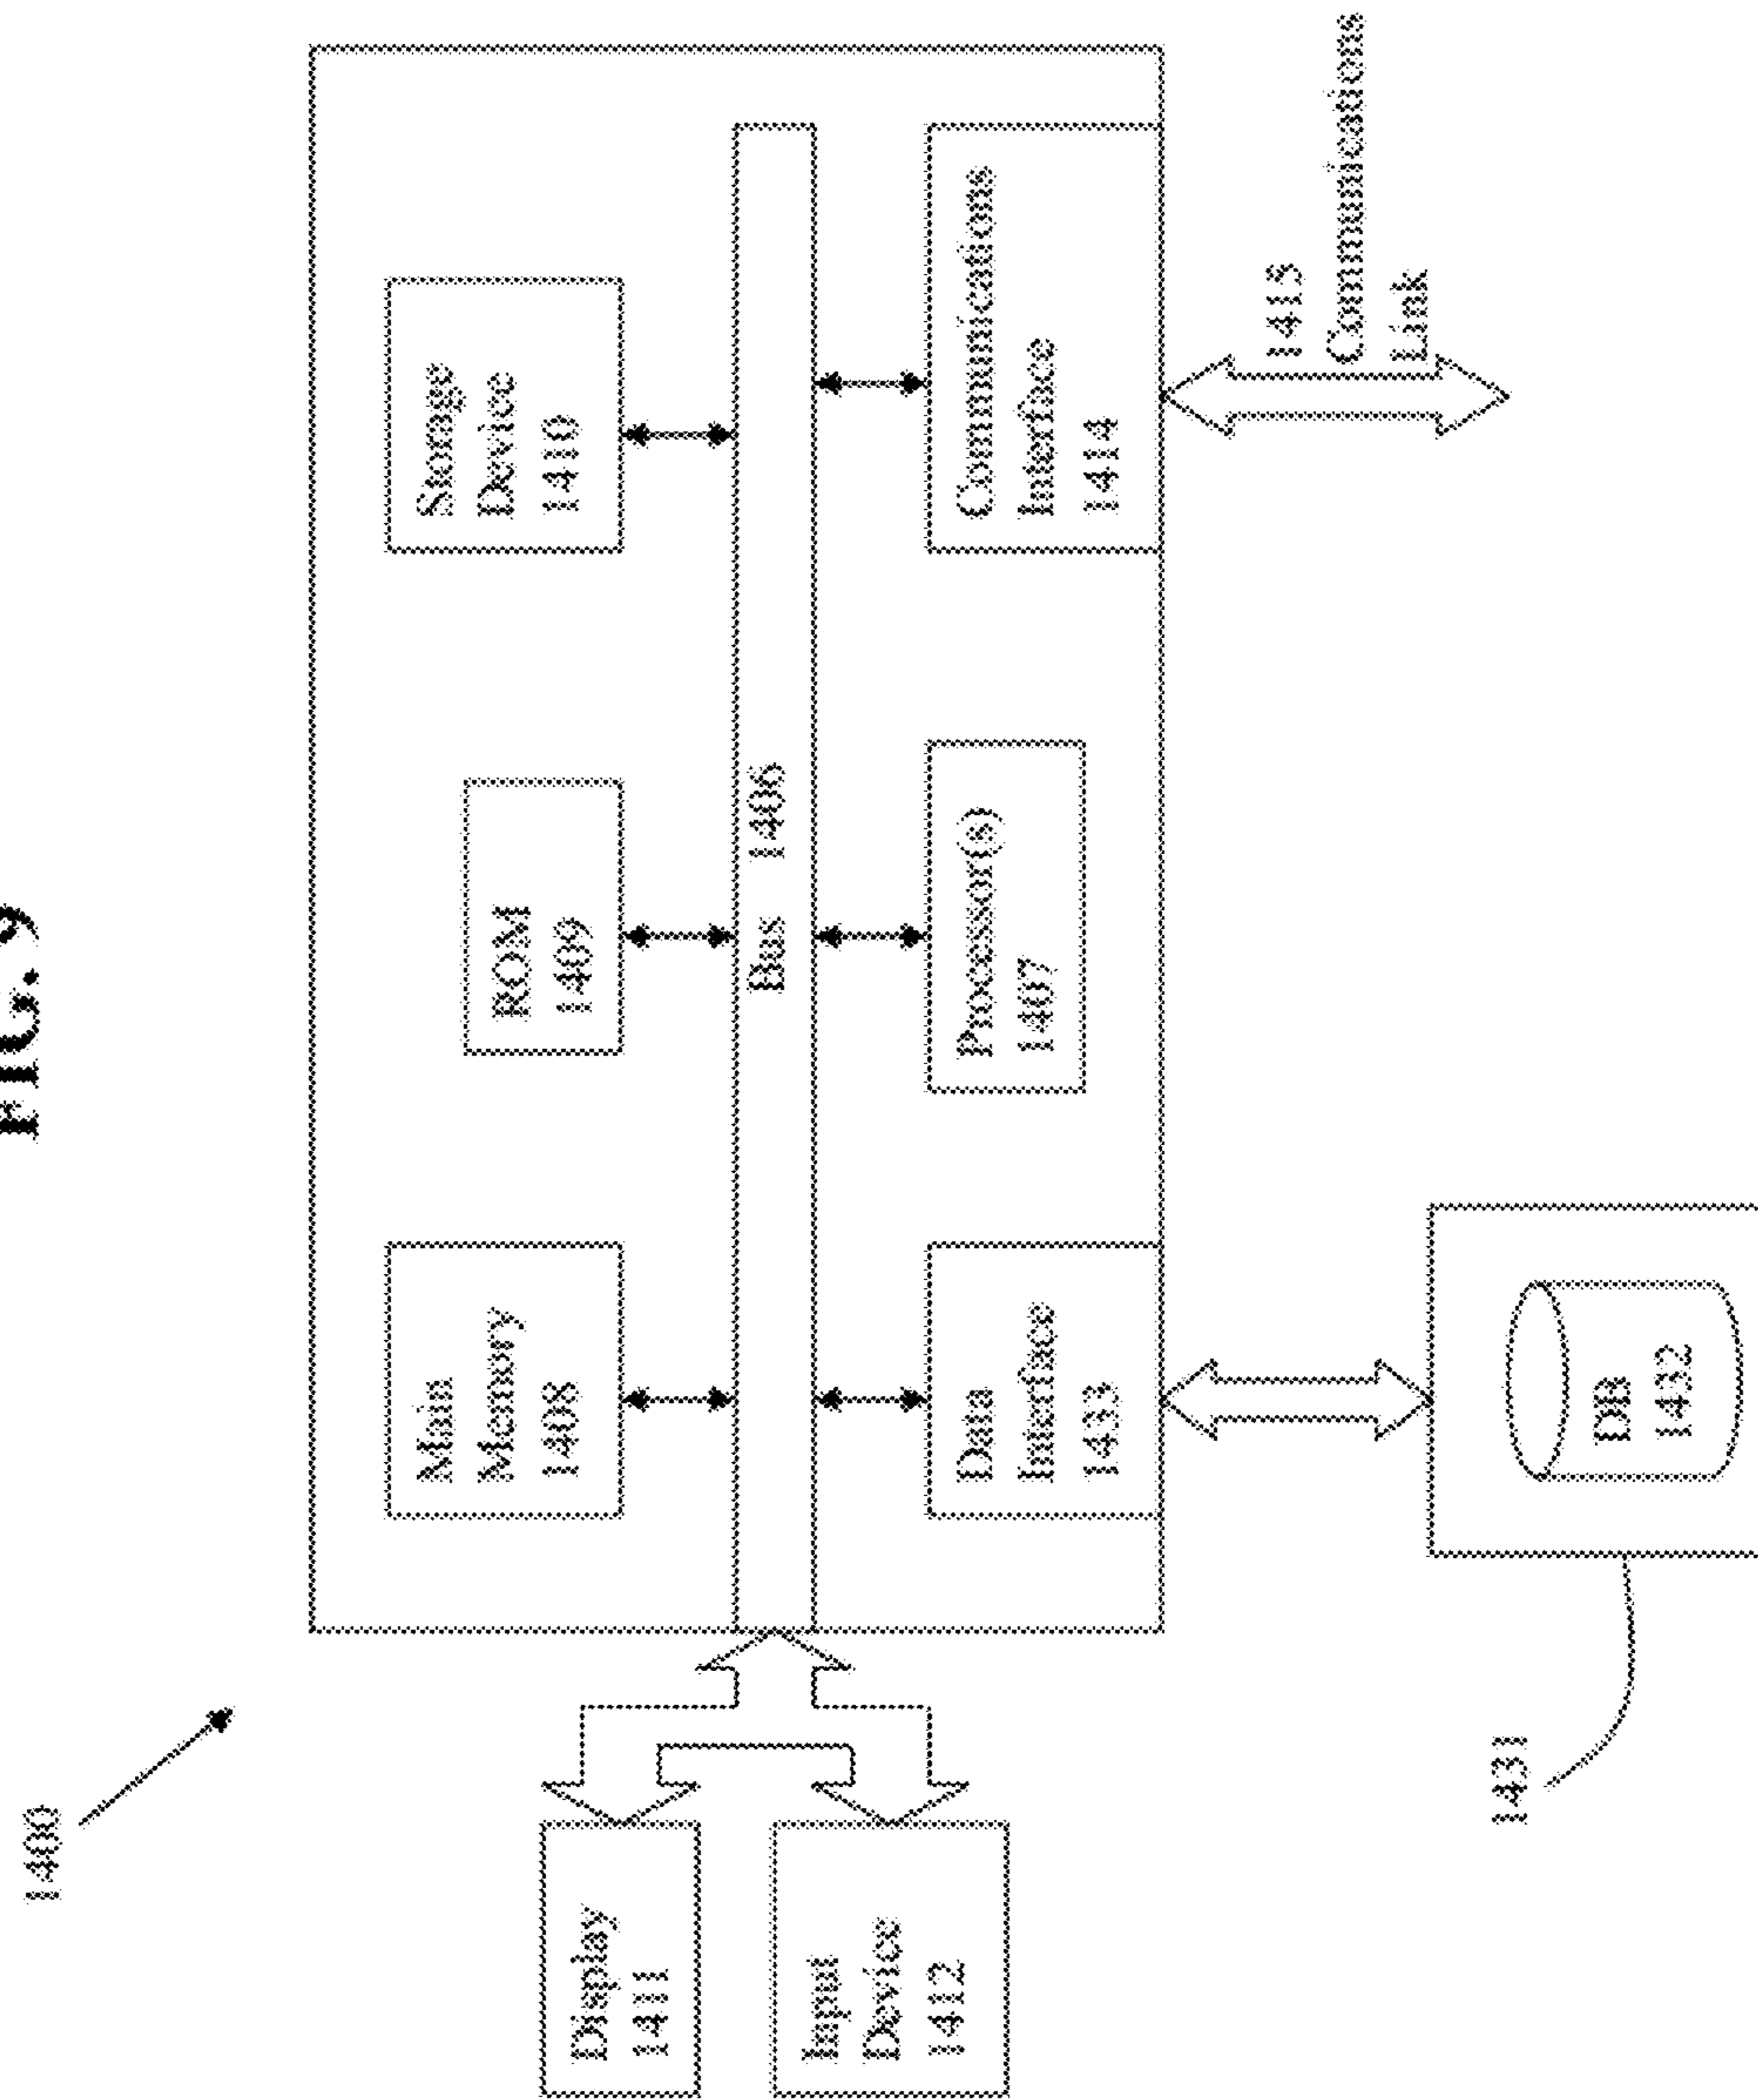 FIG. 9
1400
Main
Memory
1408
ROM
1409
Storage
Device
1410
Display
1411
Bus 1406
Input
Device
1412
Data
Interface
1433
Processor(s)
1407
Communications
Interface
1414
1415
Communications
Link
1431
DB
1432